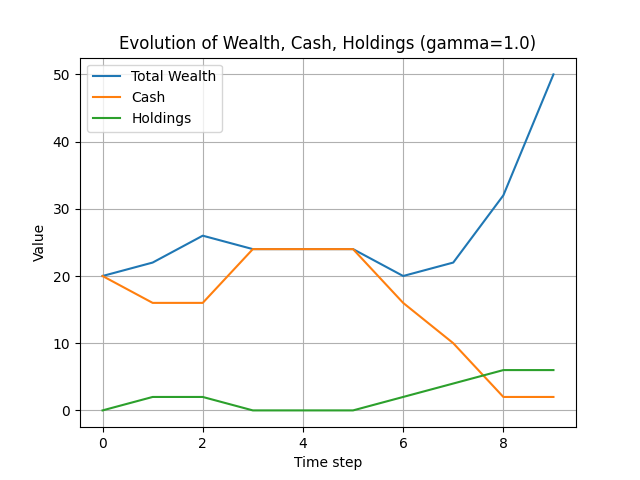 Evolution of Wealth, Cash, Holdings (gamma=1.0)
Total Wealth
Cash
Holdings
50
40
30
20
10
0
Value
0 2 4 6 8
Time step